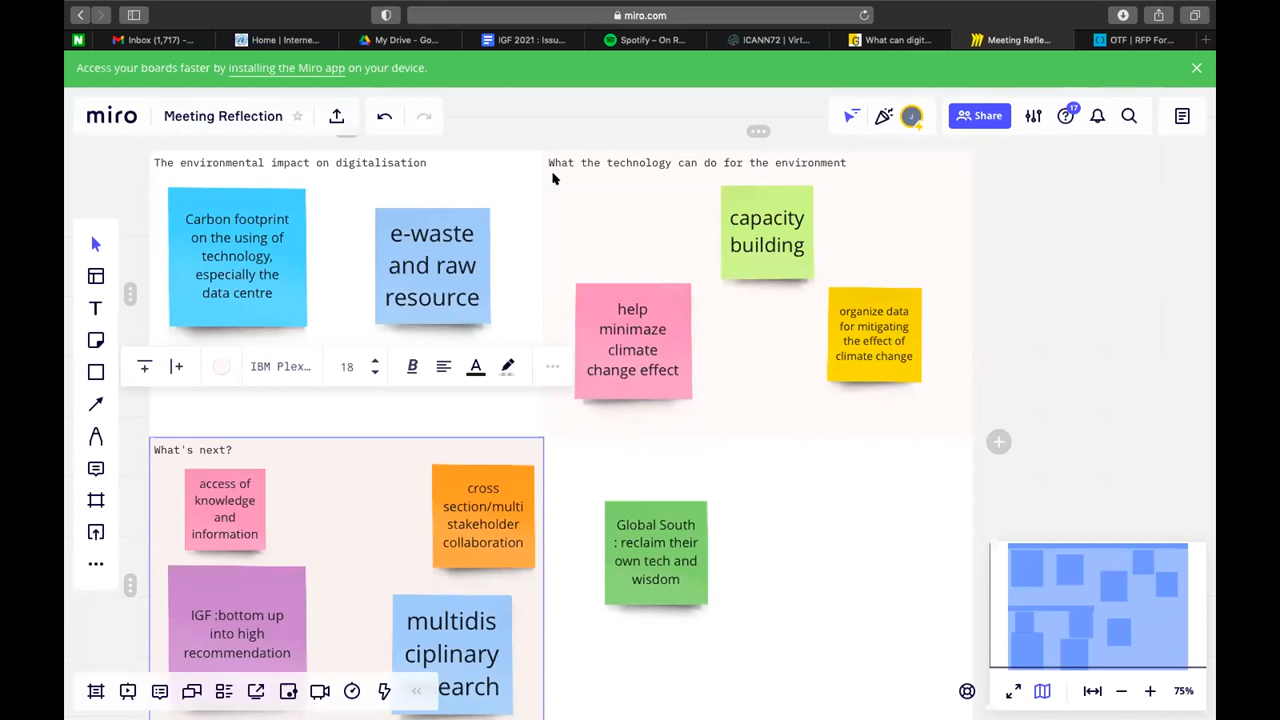 miro.com
Inbox (1,717) -...
Home | Interne...
My Drive - Go...
IGF 2021 : Issu...
Spotify – On R...
ICANN72 | Virt...
What can digit...
Meeting Refle...
OTF | RFP For...
Access your boards faster by installing the Miro app on your device.
miro
Meeting Reflection
J
Share
17
The environmental impact on digitalisation
What the technology can do for the environment
Carbon footprint
on the using of
technology,
especially the
data centre
e-waste
and raw
resource
capacity
building
help
minimaze
climate
change effect
organize data
for mitigating
the effect of
climate change
IBM Plex...
18
B
A
T
What's next?
access of
knowledge
and
information
cross
section/multi
stakeholder
collaboration
Global South
: reclaim their
own tech and
wisdom
IGF :bottom up
into high
recommendation
multidis
ciplinary
earch
75%